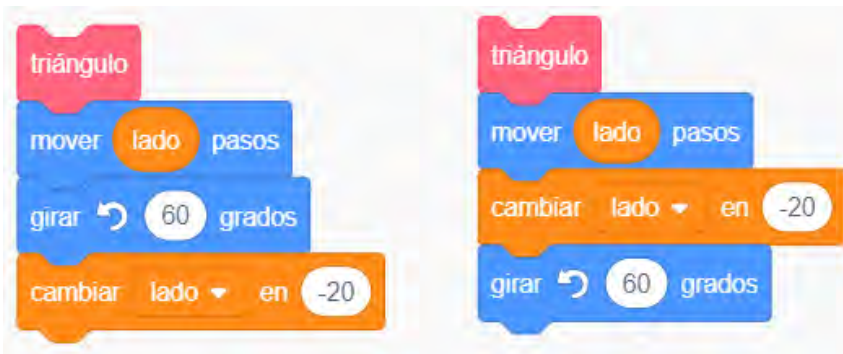 triángulo
mover lado pasos
girar 60 grados
cambiar lado en -20
triángulo
mover lado pasos
cambiar lado en -20
girar 60 grados